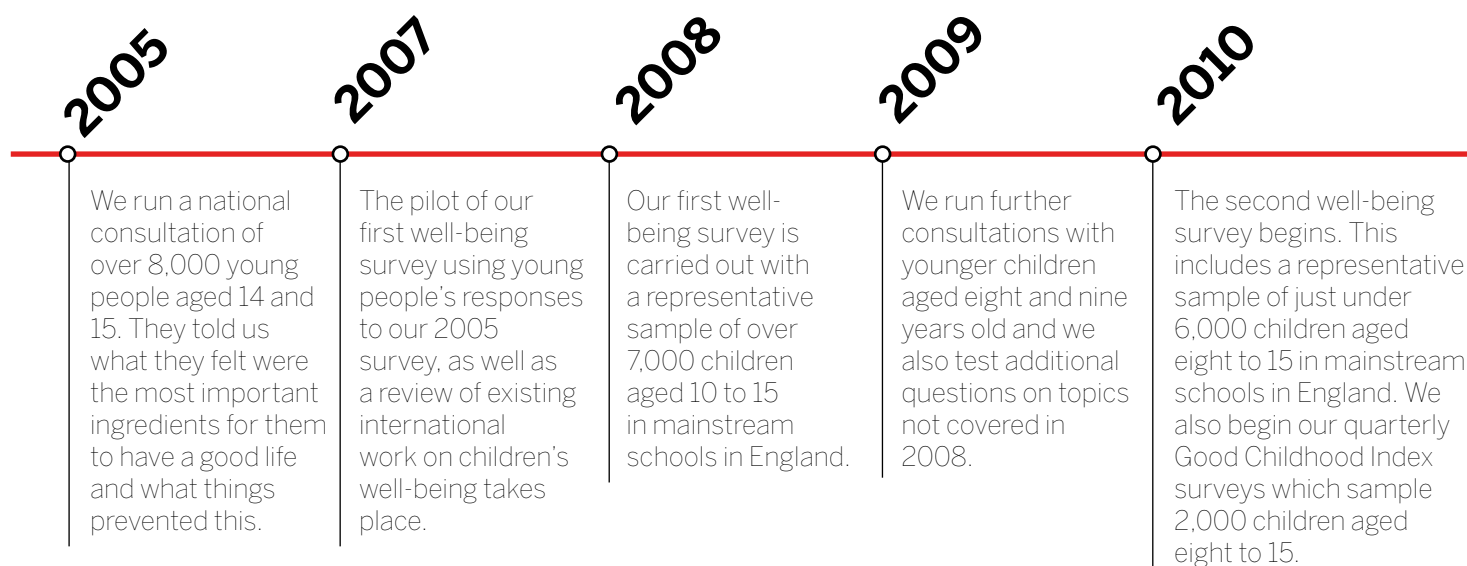 2005
We run a national
consultation of
over 8,000 young
people aged 14 and
15. They told us
what they felt were
the most important
ingredients for them
to have a good life
and what things
prevented this.
2007
The pilot of our
first well-being
survey using young
people’s responses
to our 2005
survey, as well as
a review of existing
international
work on children’s
well-being takes
place.
2008
Our first well-
being survey is
carried out with
a representative
sample of over
7,000 children
aged 10 to 15
in mainstream
schools in England.
2009
We run further
consultations with
younger children
aged eight and nine
years old and we
also test additional
questions on topics
not covered in
2008.
2010
The second well-being
survey begins. This
includes a representative
sample of just under
6,000 children aged
eight to 15 in mainstream
schools in England. We
also begin our quarterly
Good Childhood Index
surveys which sample
2,000 children aged
eight to 15.